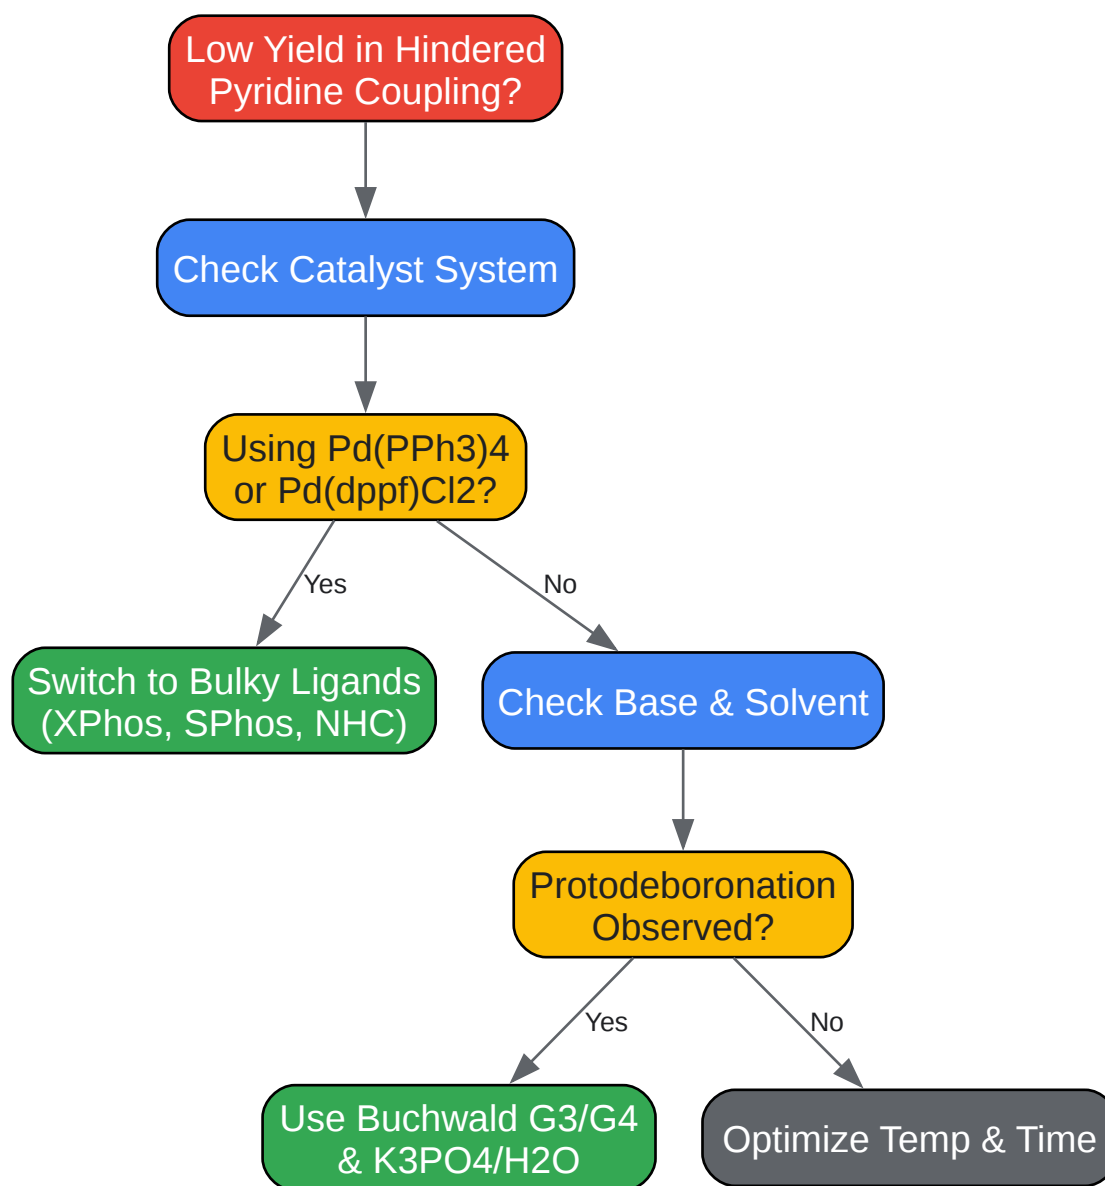 Low Yield in Hindered
Pyridine Coupling?
Check Catalyst System
Using Pd(PPh3)4
or Pd(dppf)Cl2?
Yes
No
Switch to Bulky Ligands
(XPhos, SPhos, NHC)
Check Base & Solvent
Protodeboronation
Observed?
Yes
No
Use Buchwald G3/G4
& K3PO4/H2O
Optimize Temp & Time